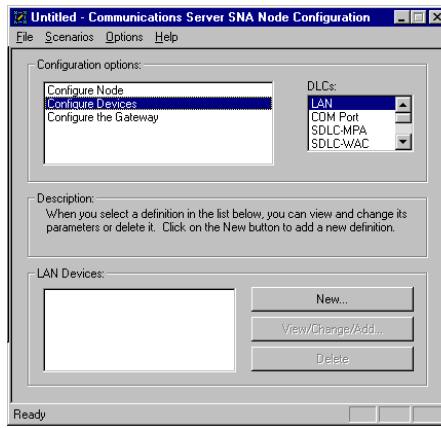 Untitled - Communications Server SNA Node Configuration
File Scenarios Options Help
Configuration options:
Configure Node
Configure Devices
Configure the Gateway
DLCs:
LAN
COM Port
SDLC-MPA
SDLC-WAC
Description:
When you select a definition in the list below, you can view and change its
parameters or delete it. Click on the New button to add a new definition.
LAN Devices:
New...
View/Change/Add...
Delete
Ready